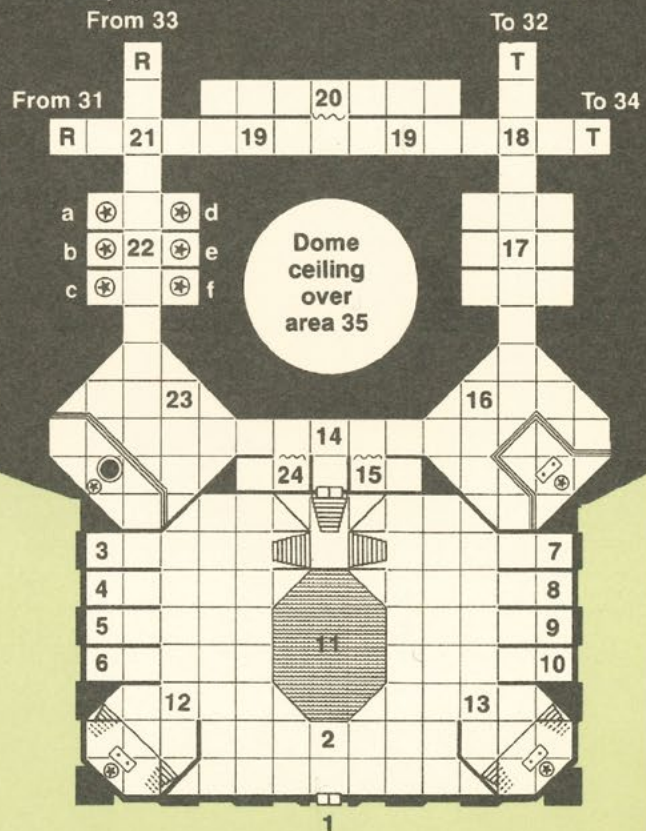 From 33 To 32
R T
20
From 31 To 34
R 21 19 19 18 T
a d
b 22 e 17
c f
Dome
ceiling
over
area 35
23 16
14
24 15
3 7
4 8
5 9
6 10
11
12 13
2
1